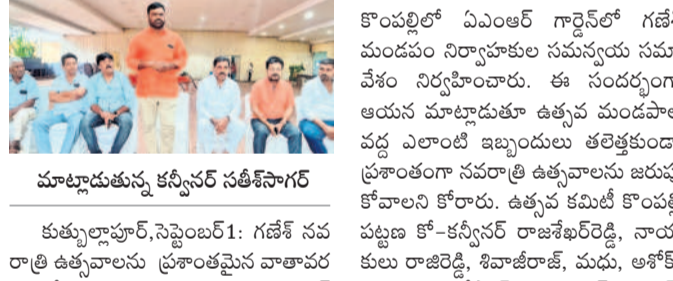 మాట్లాడుతున్న కన్వీనర్ సతీశ్‌సాగర్
కుత్బుల్లాపూర్,సెప్టెంబర్1: గణేశ్ నవ
రాత్రి ఉత్సవాలను ప్రశాంతమైన వాతావర
కొంపల్లిలో ఏఎంఆర్ గార్డెన్‌లో గణేశ్
మండపం నిర్వాహకుల సమన్వయ సమా
వేశం నిర్వహించారు. ఈ సందర్భంగా
ఆయన మాట్లాడుతూ ఉత్సవ మండపాల
వద్ద ఎలాంటి ఇబ్బందులు తలెత్తకుండా
ప్రశాంతంగా నవరాత్రి ఉత్సవాలను జరుపు
కోవాలని కోరారు. ఉత్సవ కమిటీ కొంపల్లి
పట్టణ కో-కన్వీనర్ రాజశేఖర్‌రెడ్డి, నాయ
కులు రాజిరెడ్డి, శివాజీరాజ్, మధు, అశోక్